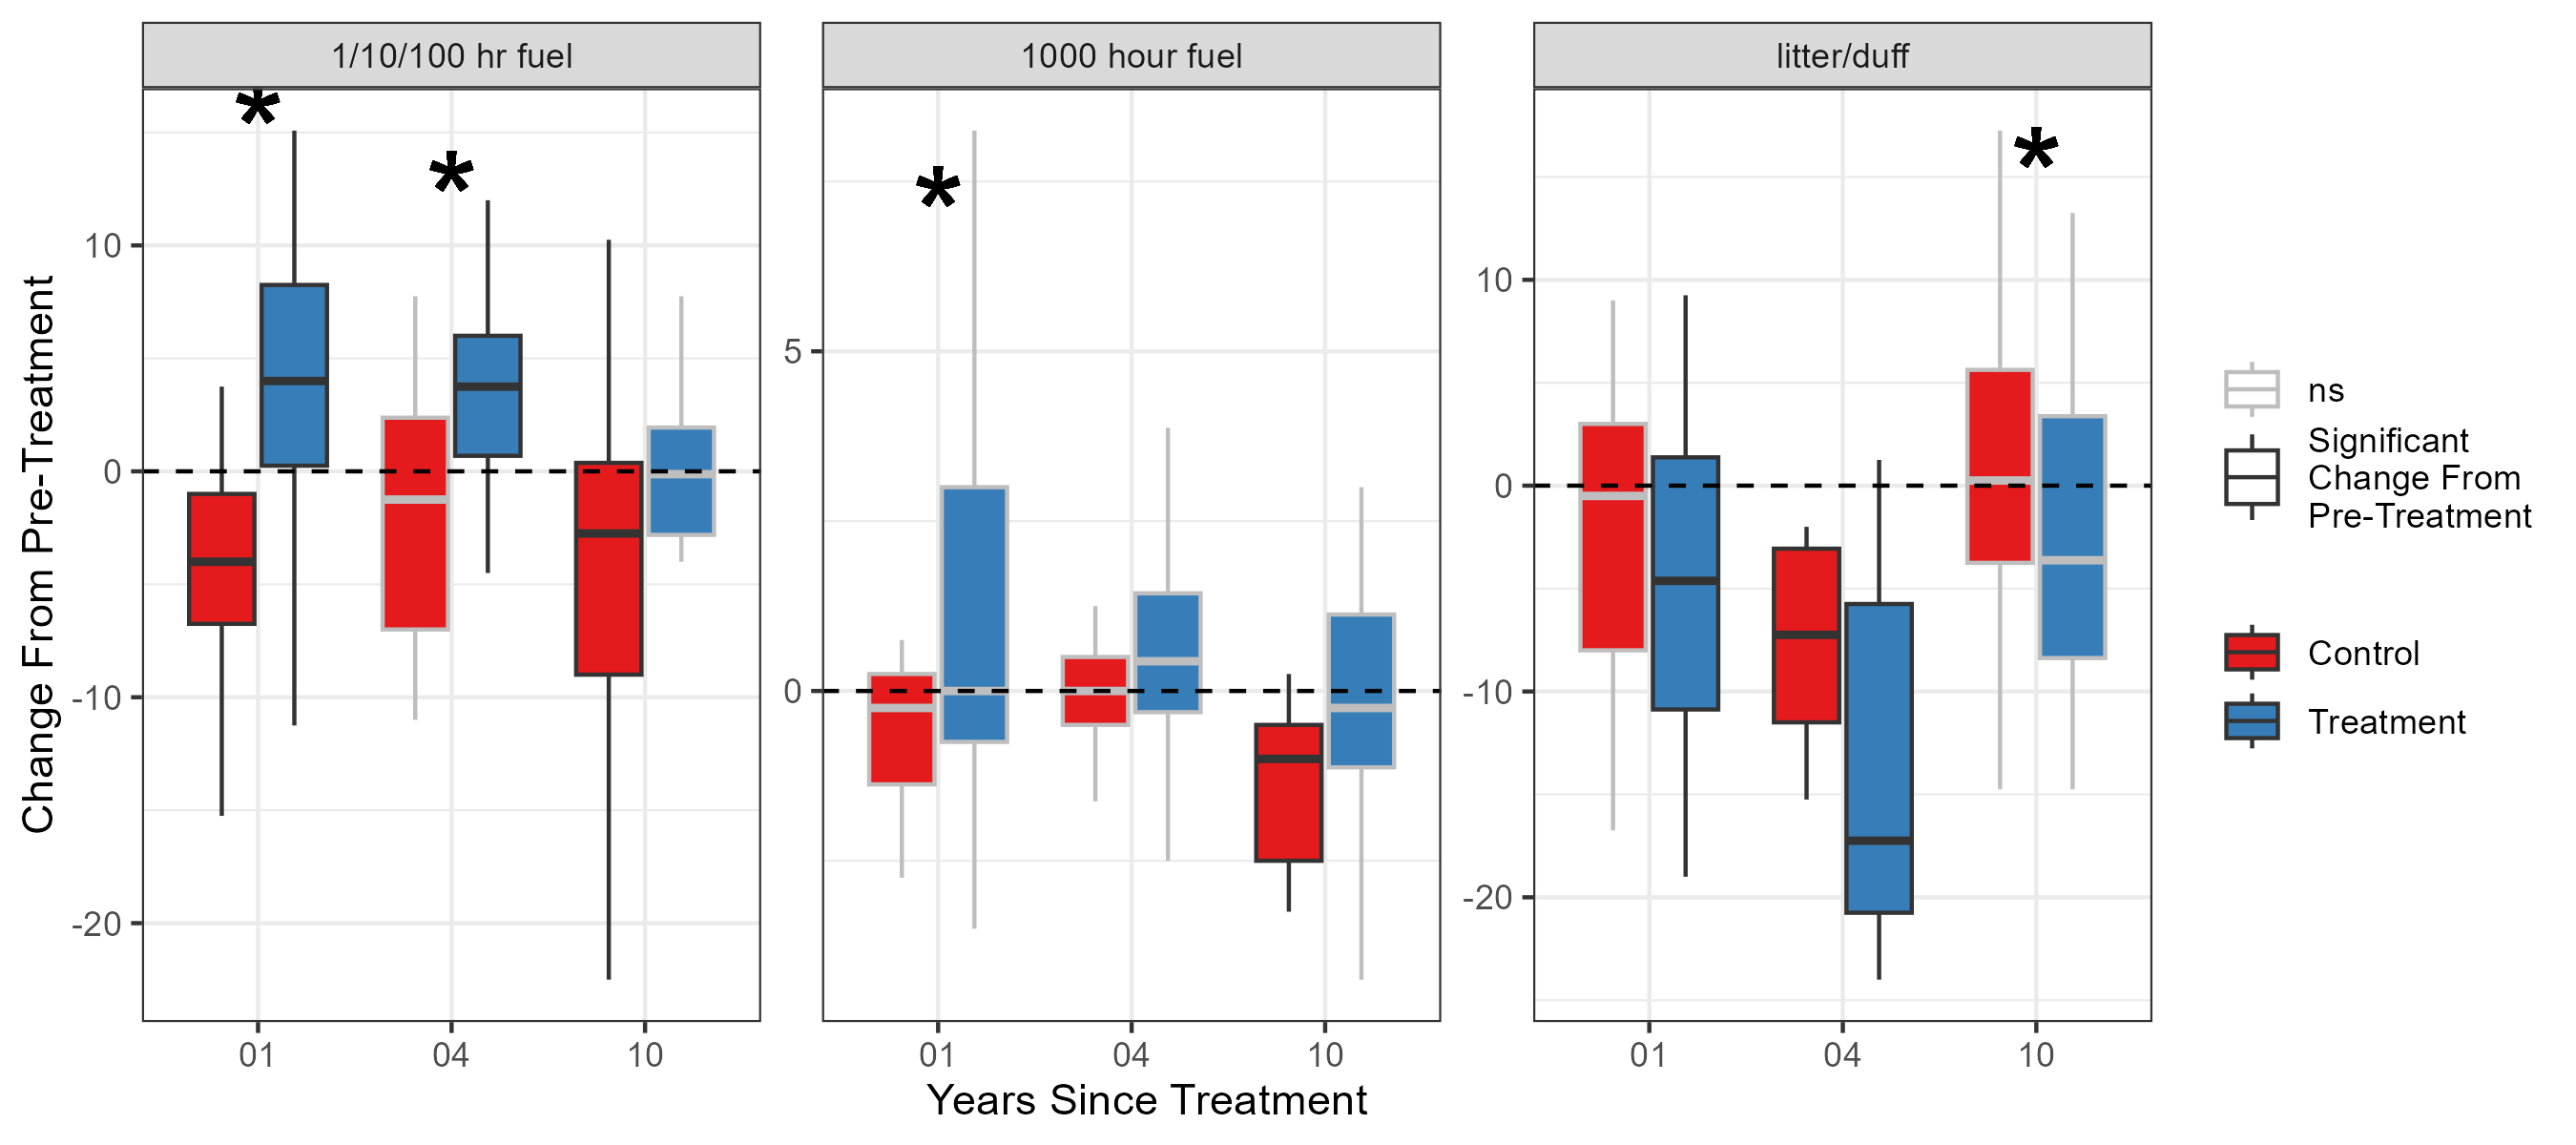 1/10/100 hr fuel
1000 hour fuel
litter/duff
*
*
*
*
Change From Pre-Treatment
10
0
-10
-20
5
0
10
0
-10
-20
01
04
10
01
04
10
01
04
10
Years Since Treatment
ns
Significant
Change From
Pre-Treatment
Control
Treatment